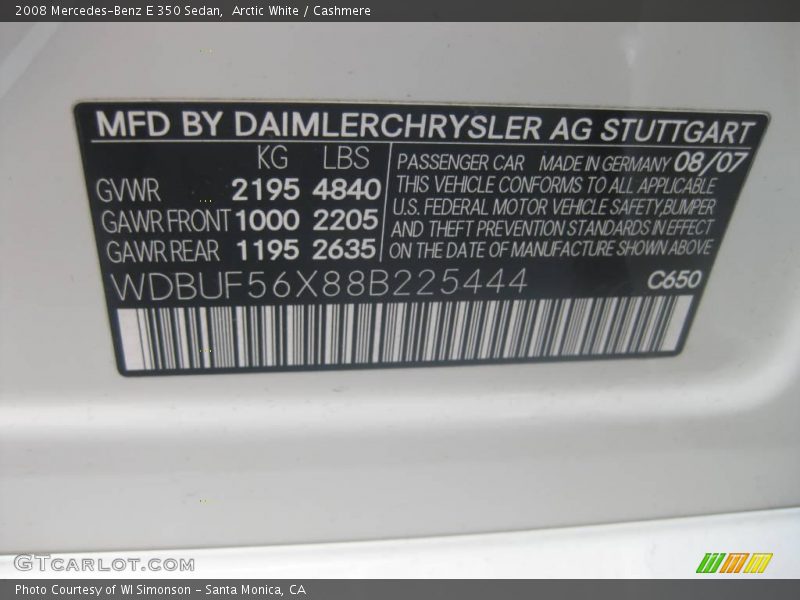 2008 Mercedes-Benz E 350 Sedan,  Arctic White / Cashmere
MFD BY DAIMLERCHRYSLER AG STUTTGART
KG LBS
GVWR 2195 4840
GAWR FRONT 1000 2205
GAWR REAR 1195 2635
PASSENGER CAR MADE IN GERMANY 08/07
THIS VEHICLE CONFORMS TO ALL APPLICABLE
U.S. FEDERAL MOTOR VEHICLE SAFETY,BUMPER
AND THEFT PREVENTION STANDARDS IN EFFECT
ON THE DATE OF MANUFACTURE SHOWN ABOVE
WDBUF56X88B225444 C650
GTCARLOT.COM
Photo Courtesy of WI Simonson - Santa Monica, CA